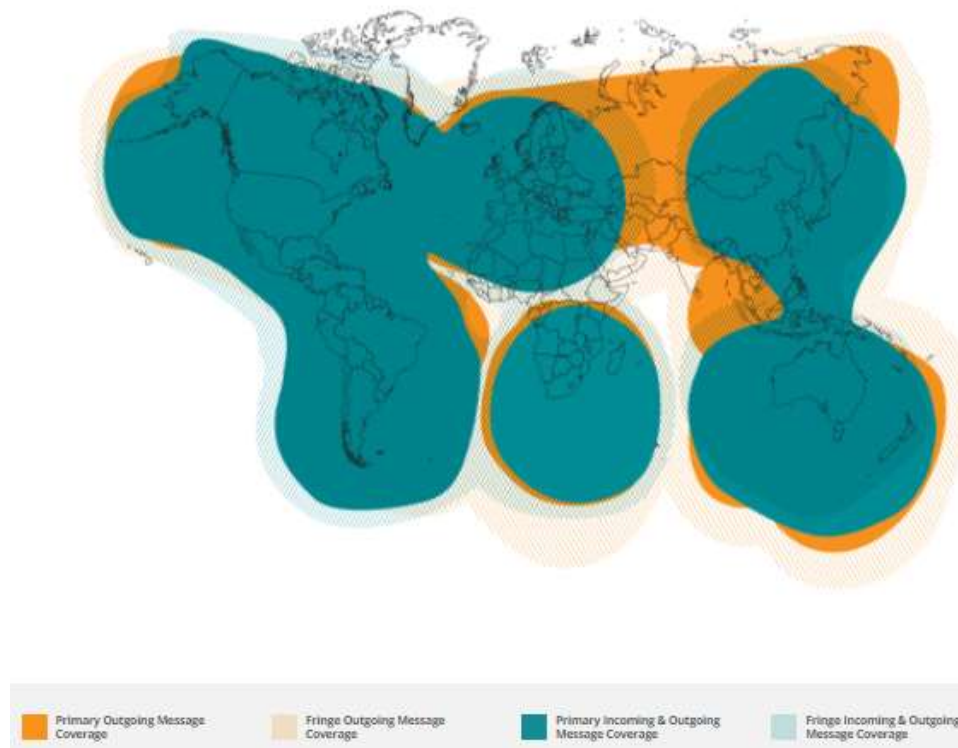 Primary Outgoing Message
Coverage
Fringe Outgoing Message
Coverage
Primary Incoming & Outgoing
Message Coverage
Fringe Incoming & Outgoing
Message Coverage